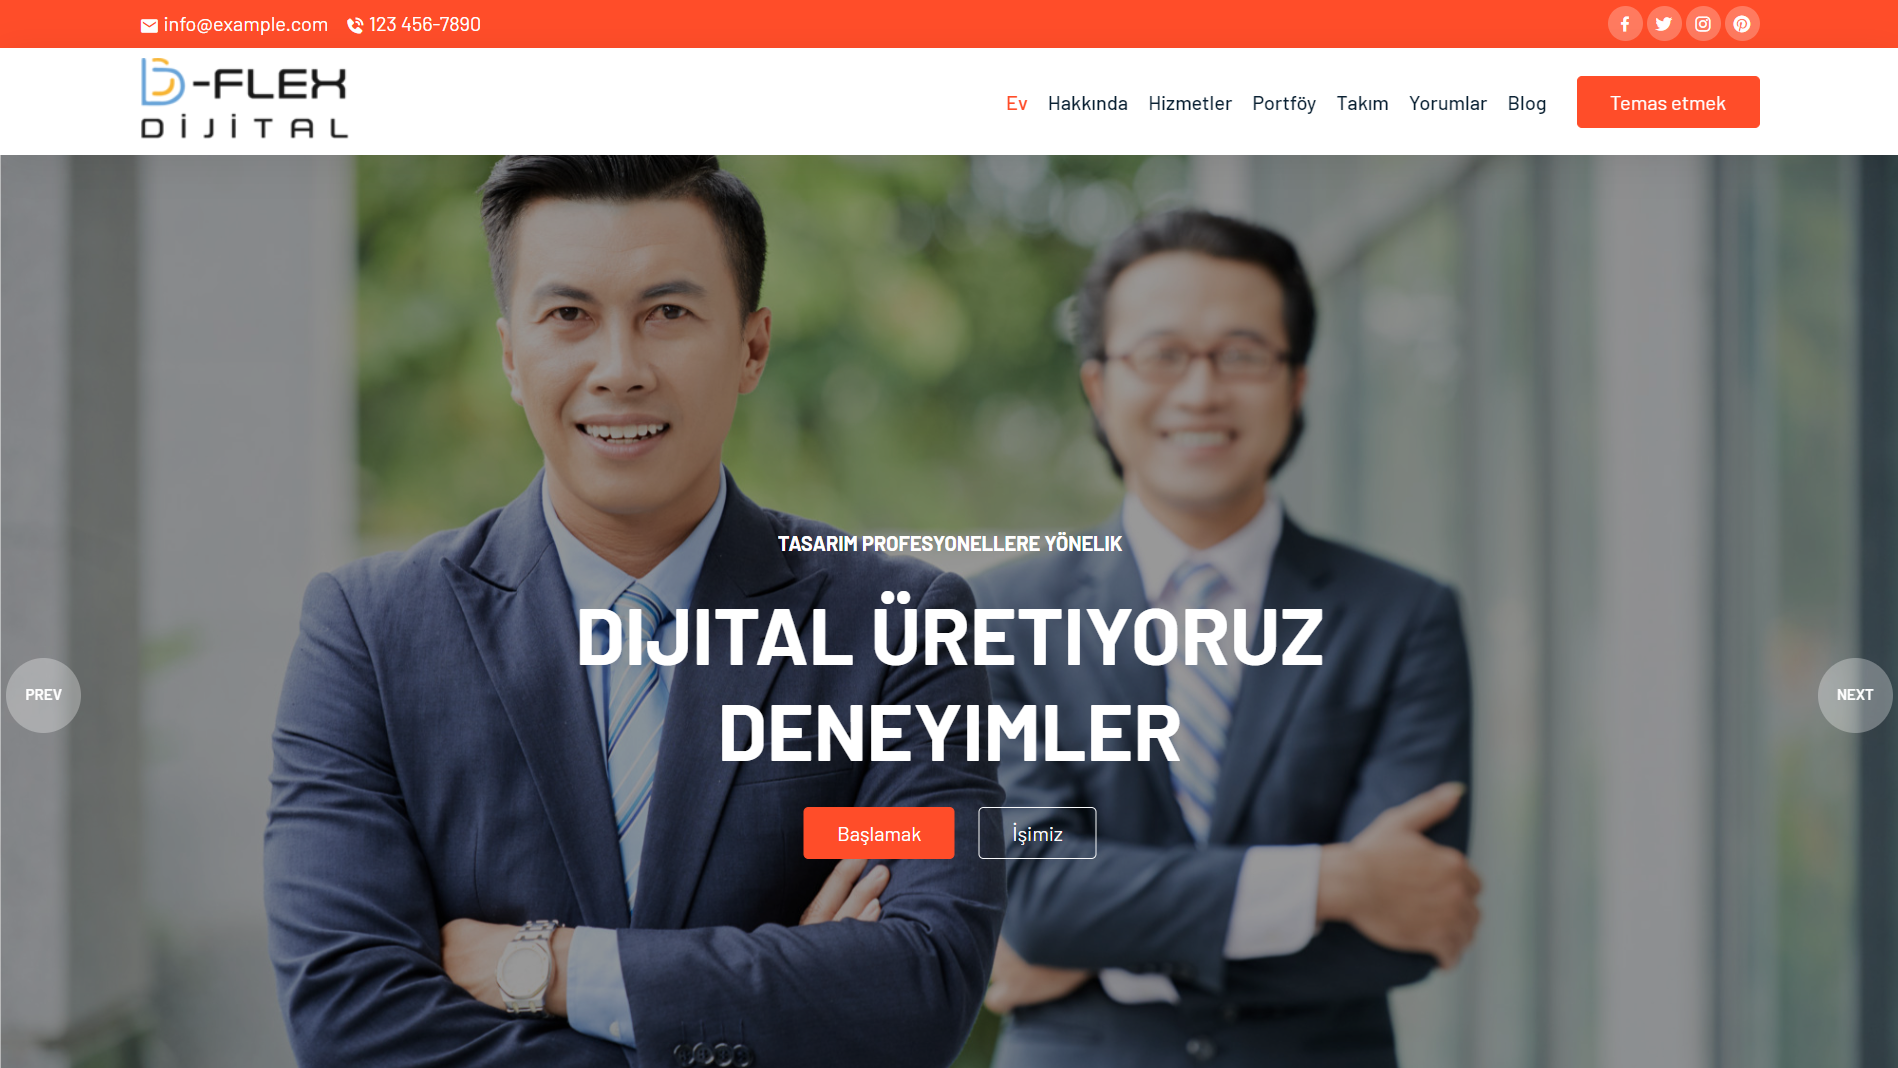 info@example.com 123 456-7890
D-FLEX
DİJİTAL
Ev Hakkında Hizmetler Portföy Takım Yorumlar Blog Temas etmek
TASARIM PROFESYONELLERE YÖNELIK
DIJITAL ÜRETIYORUZ
DENEYIMLER
PREV
NEXT
Başlamak İşimiz